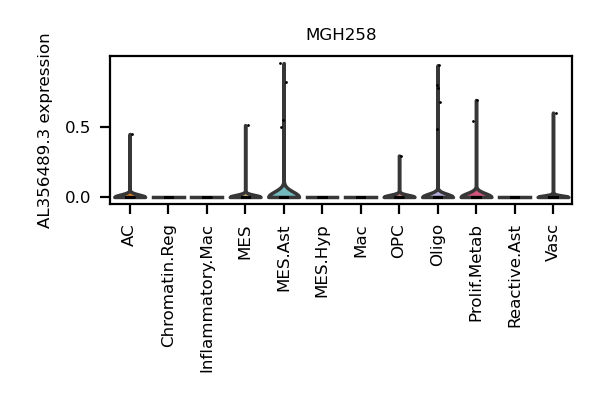 MGH258
AL356489.3 expression
0.5
0.0
AC
Chromatin.Reg
Inflammatory.Mac
MES
MES.Ast
MES.Hyp
Mac
OPC
Oligo
Prolif.Metab
Reactive.Ast
Vasc